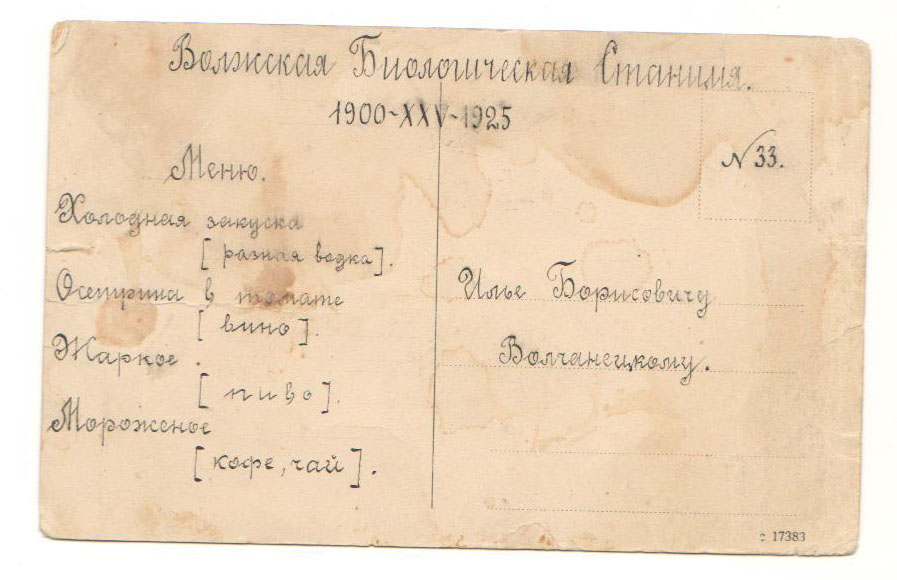 Волжская Биологическая Станция.
1900-XXV-1925
N 33.
Меню.
Холодная закуска
[разная водка].
Осетрина в томате
[вино].
Жаркое.
[пиво].
Мороженое
[кофе, чай].
Илье Борисовичу
Волчанецкому.
с 17383